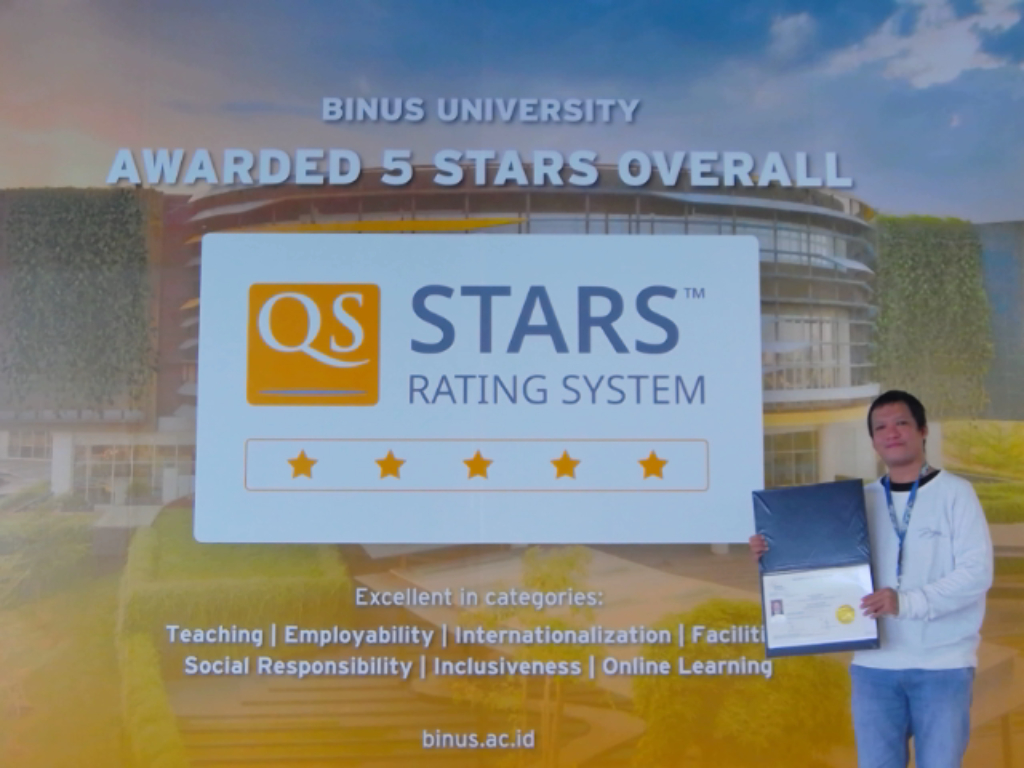 BINUS UNIVERSITY
AWARDED 5 STARS OVERALL
QS
STARS™
RATING SYSTEM
Excellent in categories:
Teaching | Employability | Internationalization | Faciliti
Social Responsibility | Inclusiveness | Online Learning
binus.ac.id